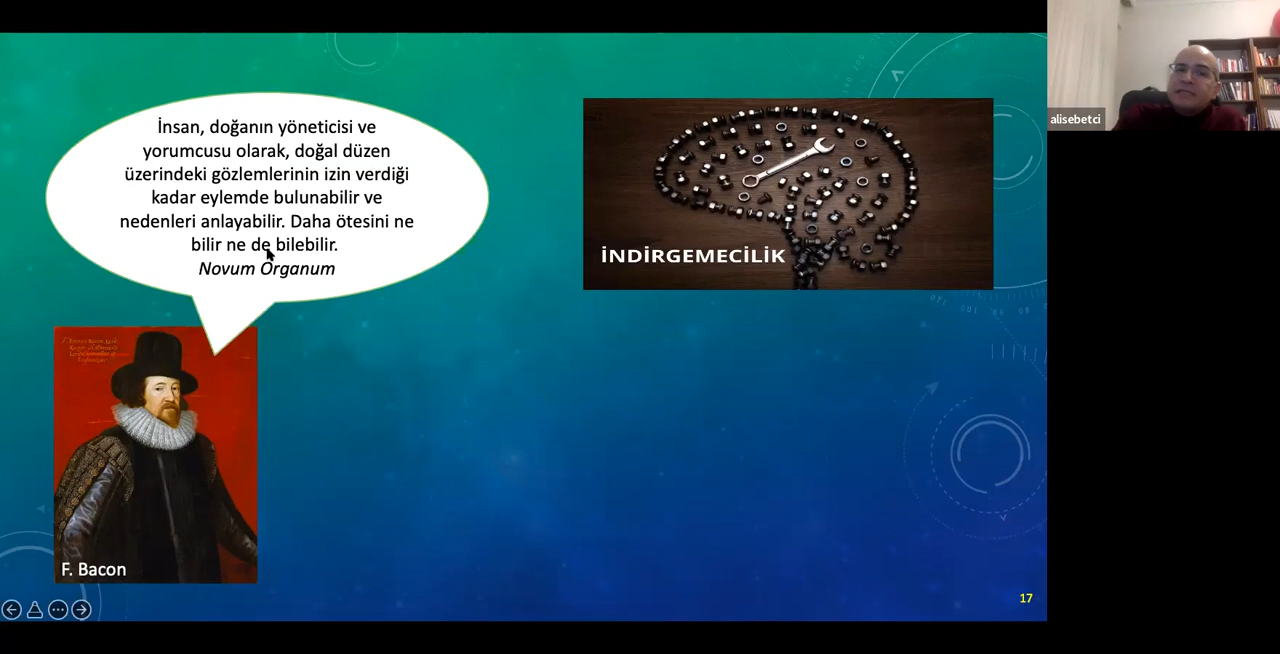 İnsan, doğanın yöneticisi ve
yorumcusu olarak, doğal düzen
üzerindeki gözlemlerinin izin verdiği
kadar eylemde bulunabilir ve
nedenleri anlayabilir. Daha ötesini ne
bilir ne de bilebilir.
Novum Organum
İNDİRGEMECİLİK
F. Bacon
17
alisebetci